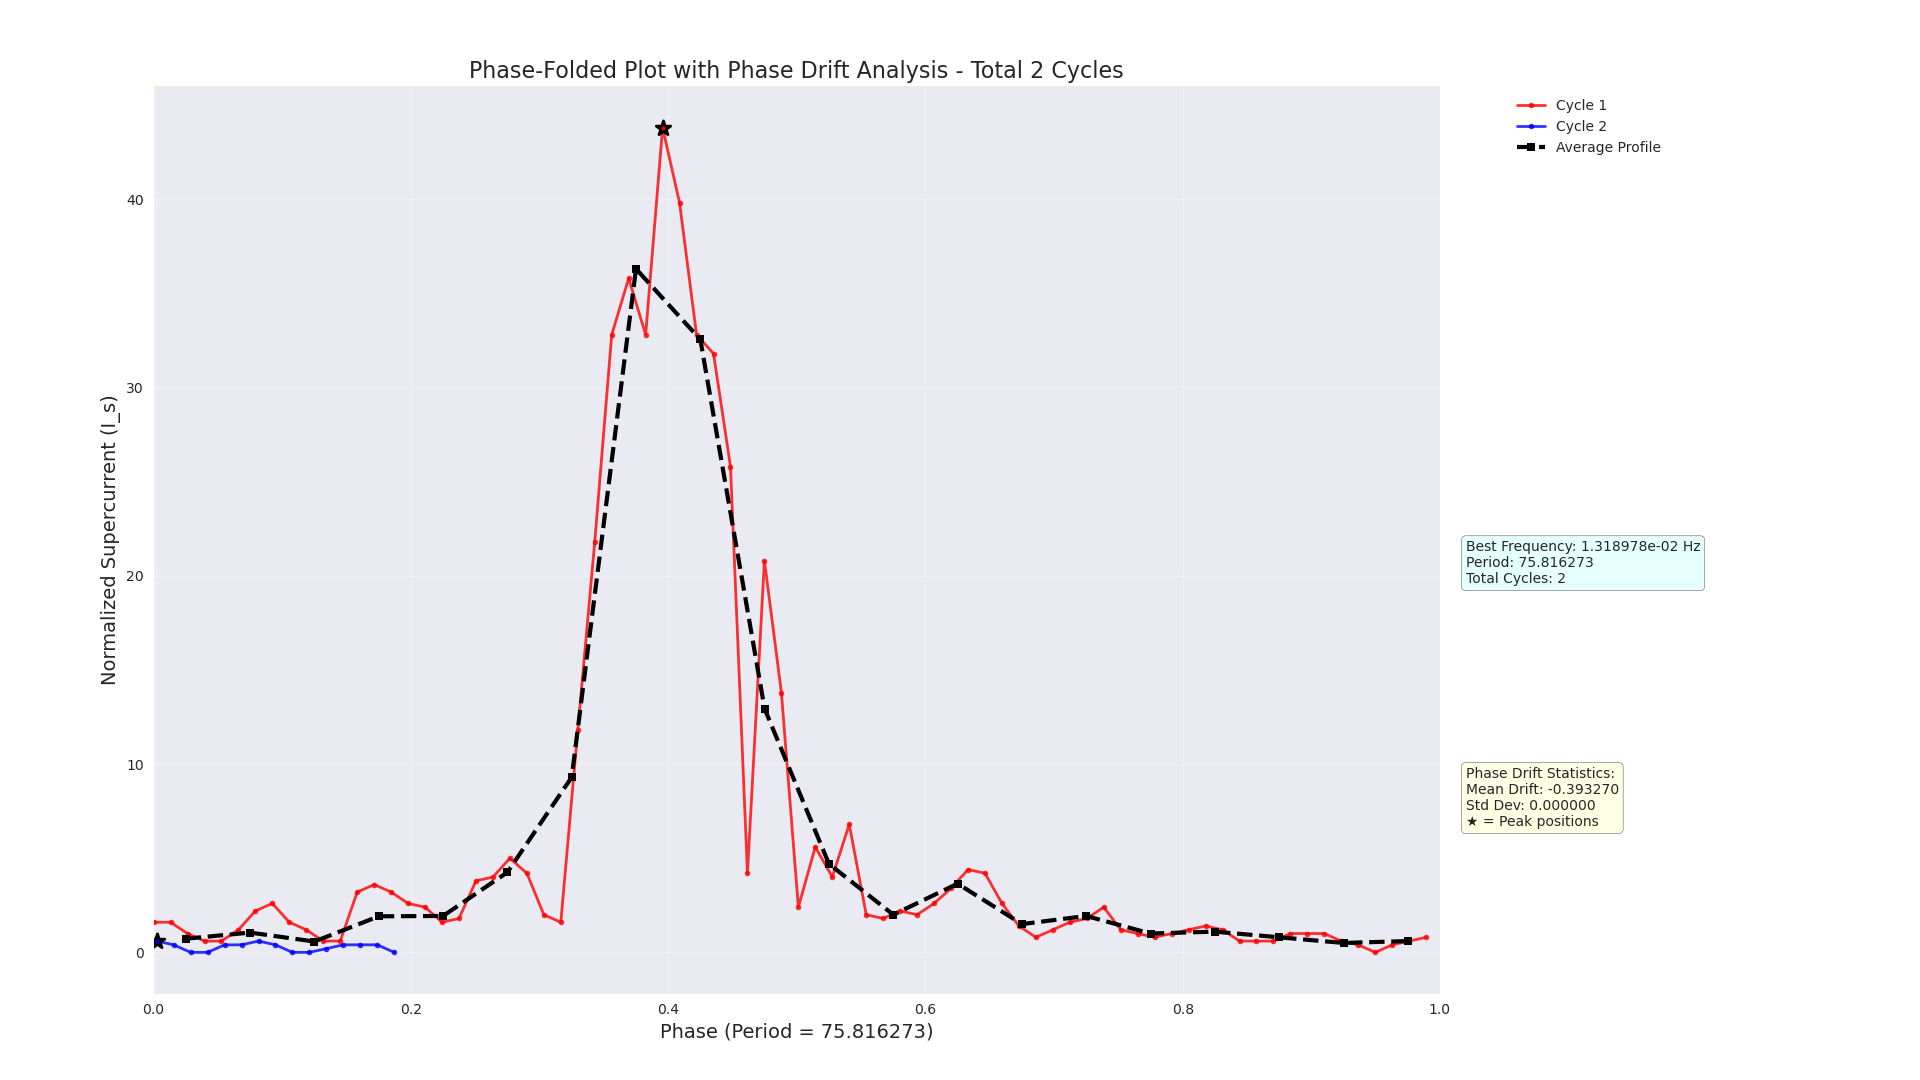 Phase-Folded Plot with Phase Drift Analysis - Total 2 Cycles
Cycle 1
Cycle 2
Average Profile
Normalized Supercurrent (I_s)
40
30
20
10
0
0.0 0.2 0.4 0.6 0.8 1.0
Phase (Period = 75.816273)
Best Frequency: 1.318978e-02 Hz
Period: 75.816273
Total Cycles: 2
Phase Drift Statistics:
Mean Drift: -0.393270
Std Dev: 0.000000
★ = Peak positions